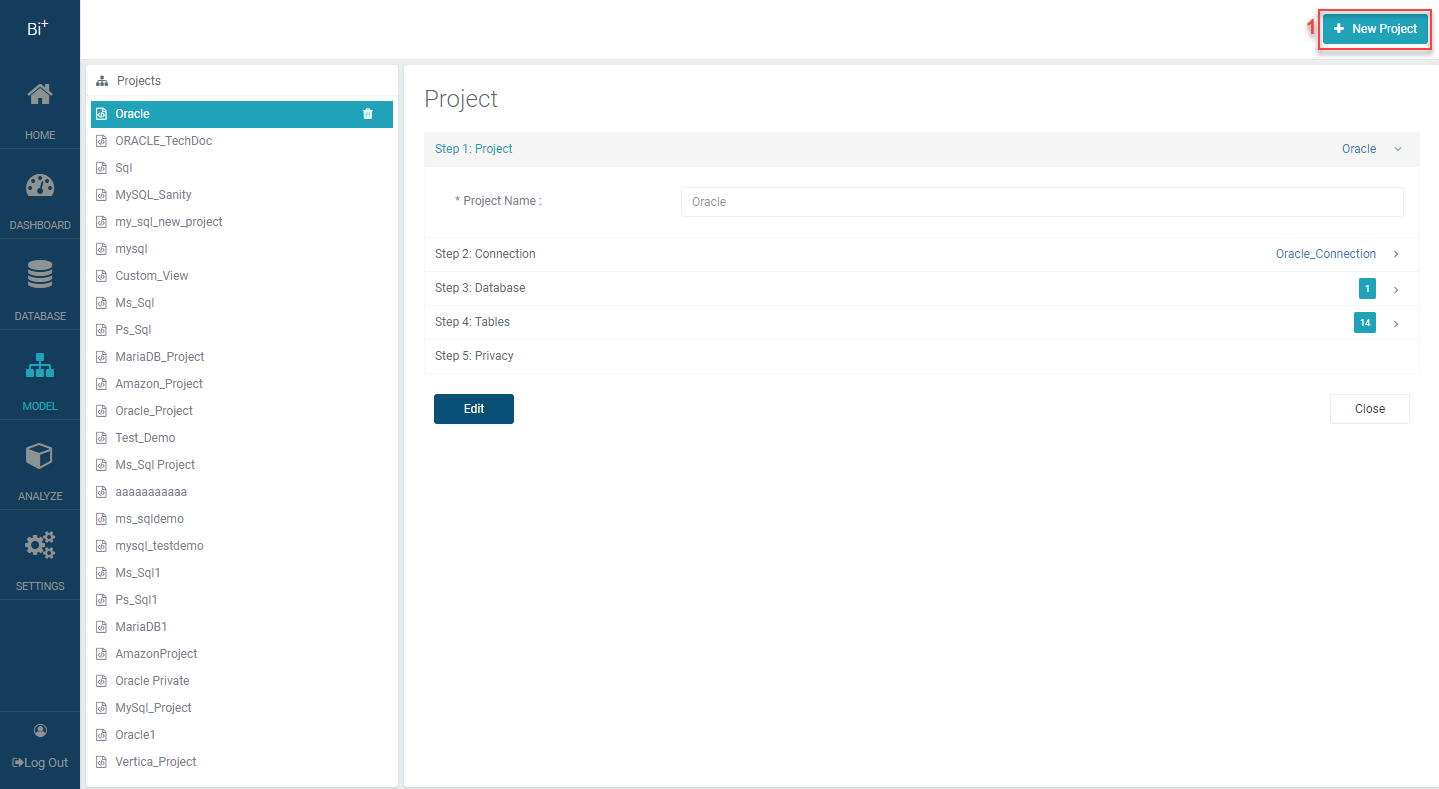 Bi+
HOME
DASHBOARD
DATABASE
MODEL
ANALYZE
SETTINGS
Log Out
1
New Project
Projects
Oracle
ORACLE_TechDoc
Sql
MySQL_Sanity
my_sql_new_project
mysql
Custom_View
Ms_Sql
Ps_Sql
MariaDB_Project
Amazon_Project
Oracle_Project
Test_Demo
Ms_Sql Project
aaaaaaaaaaa
ms_sqldemo
mysql_testdemo
Ms_Sql1
Ps_Sql1
MariaDB1
AmazonProject
Oracle Private
MySql_Project
Oracle1
Vertica_Project
Project
Step 1: Project Oracle
* Project Name : Oracle
Step 2: Connection Oracle_Connection
Step 3: Database 1
Step 4: Tables 14
Step 5: Privacy
Edit Close